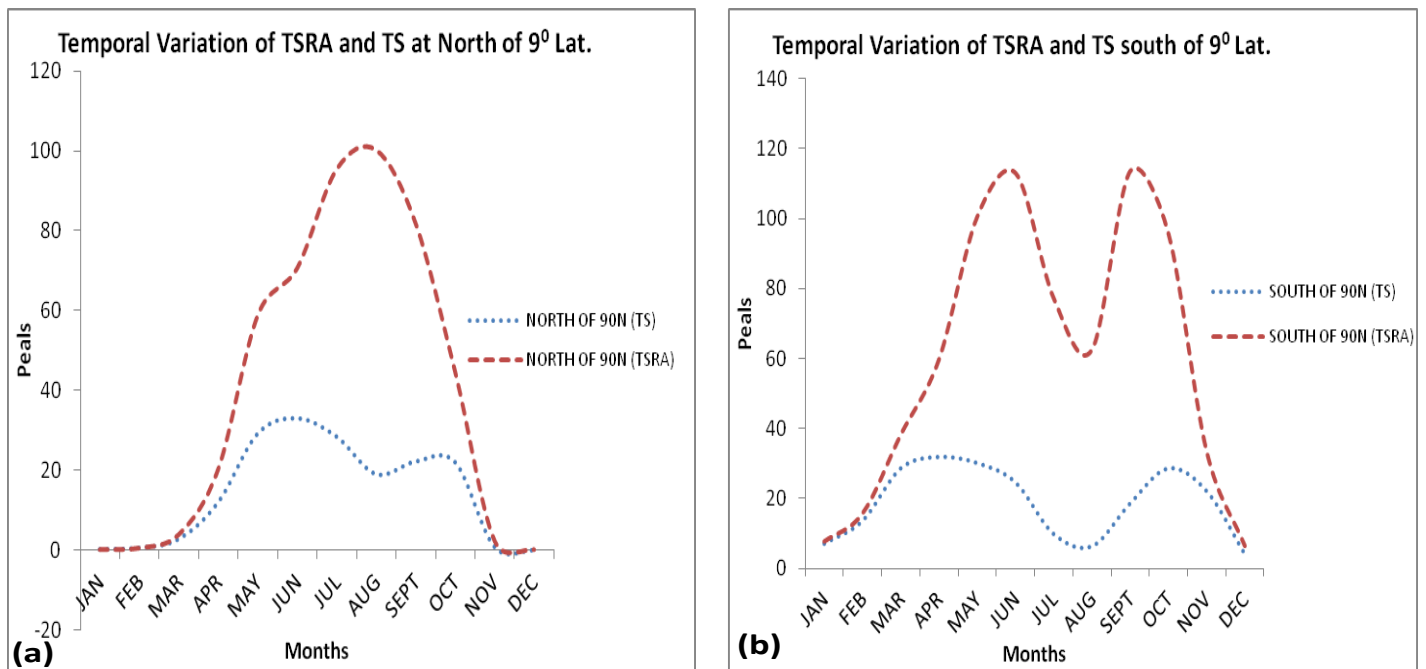 Temporal Variation of TSRA and TS at North of 9⁰ Lat.
120
100
80
60
40
20
0
-20
Peals
JAN
FEB
MAR
APR
MAY
JUN
JUL
AUG
SEPT
OCT
NOV
DEC
Months
NORTH OF 90N (TS)
NORTH OF 90N (TSRA)
(a)
Temporal Variation of TSRA and TS south of 9⁰ Lat.
140
120
100
80
60
40
20
0
Peals
JAN
FEB
MAR
APR
MAY
JUN
JUL
AUG
SEPT
OCT
NOV
DEC
Months
SOUTH OF 90N (TS)
SOUTH OF 90N (TSRA)
(b)